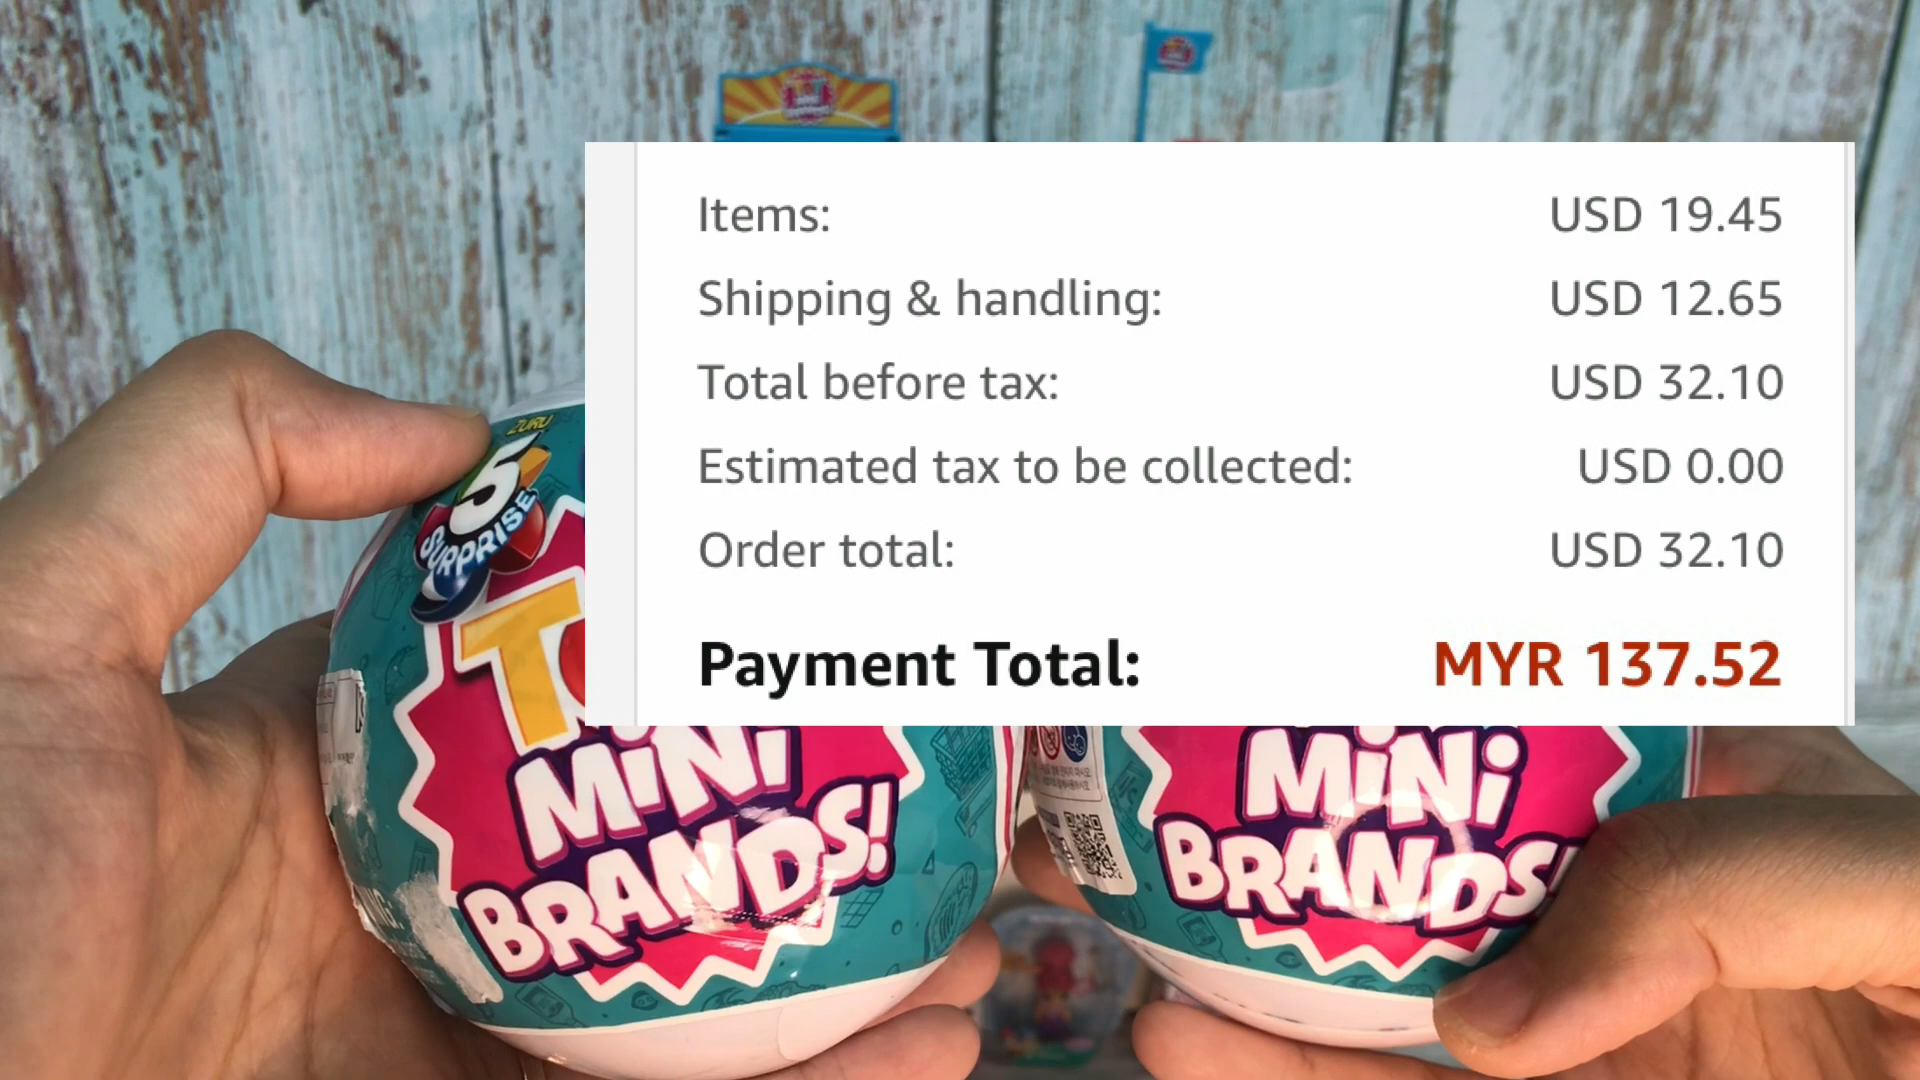 Items: USD 19.45
Shipping & handling: USD 12.65
Total before tax: USD 32.10
Estimated tax to be collected: USD 0.00
Order total: USD 32.10
Payment Total: MYR 137.52
ZURU
5
SURPRISE
MiNi
BRANDS!
MiNi
BRANDS!